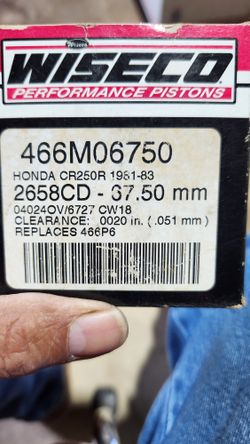 Wiseco
WISECO
PERFORMANCE PISTONS
466M06750
HONDA CR250R 1981-83
2658CD - 67.50 mm
04024OV/6727 CW18
CLEARANCE: .0020 in. (.051 mm)
REPLACES 466P6